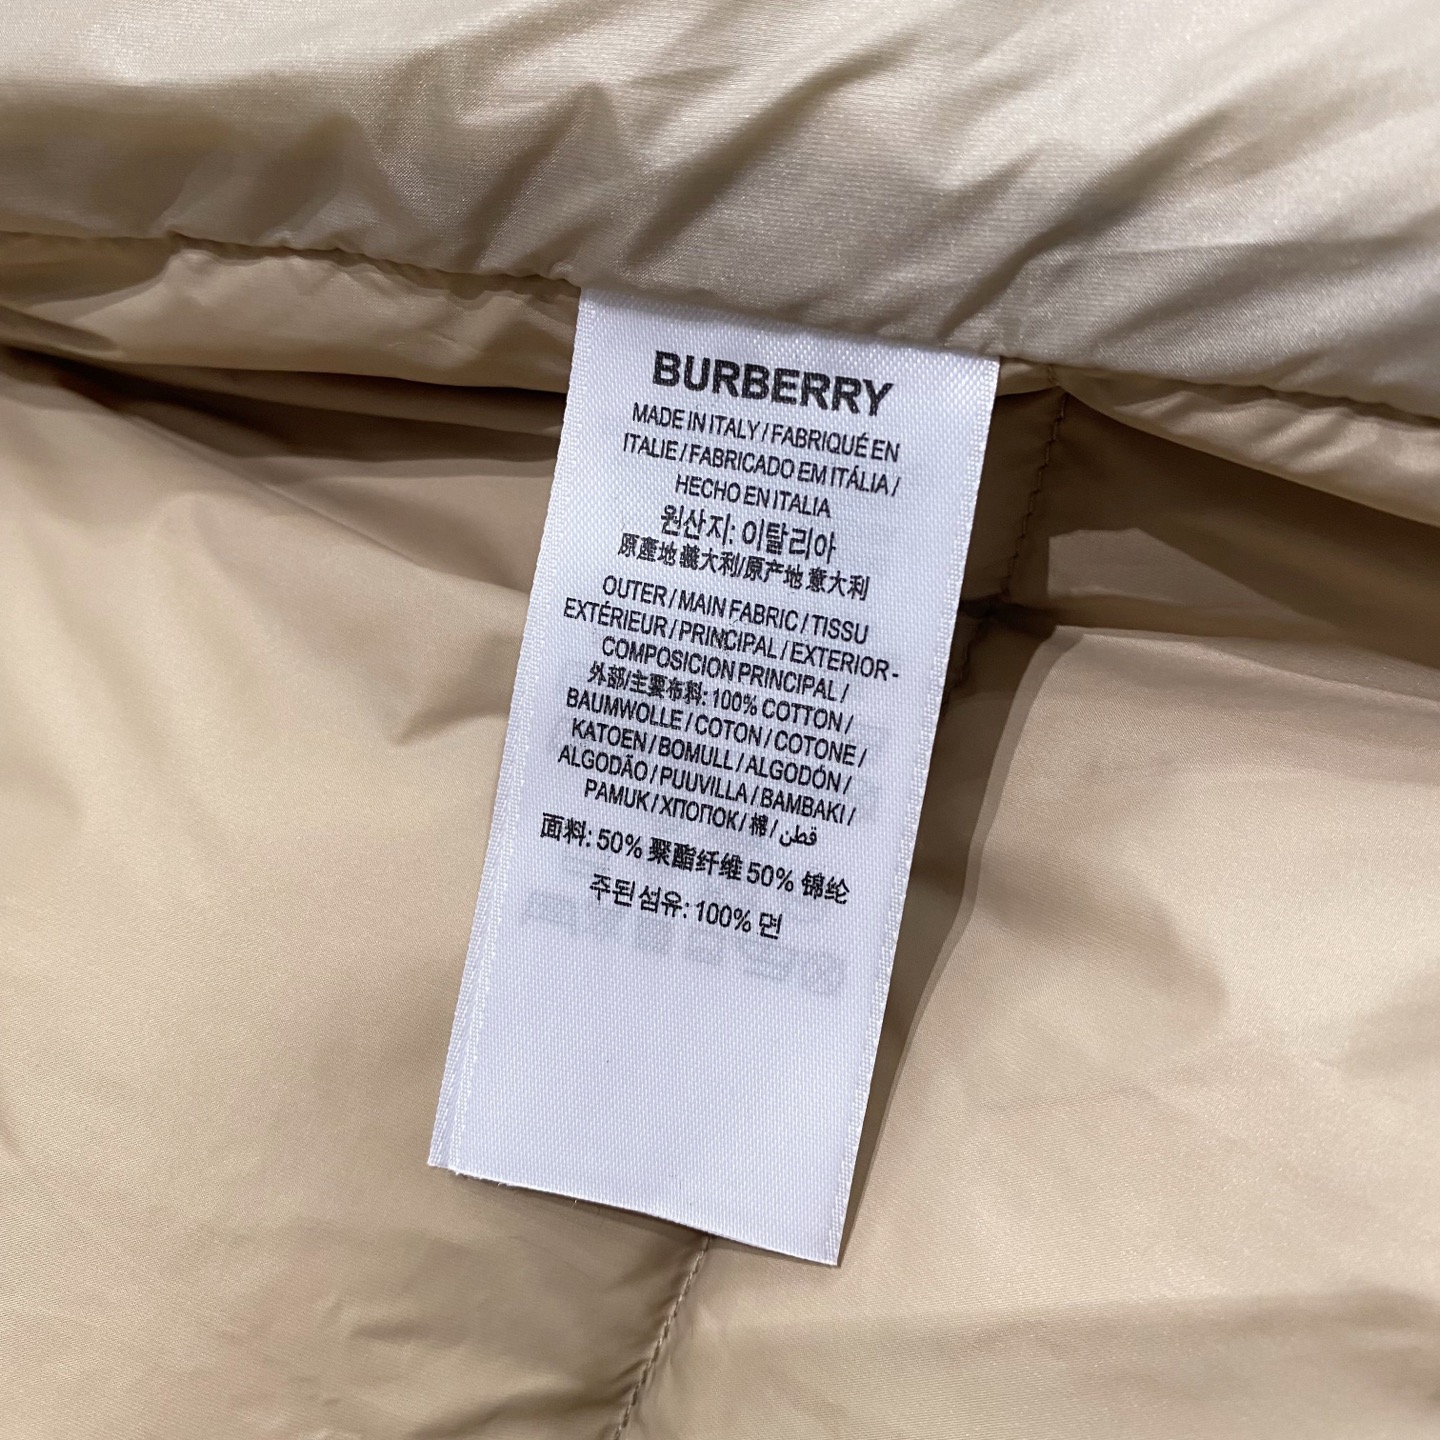 BURBERRY
MADE IN ITALY / FABRIQUÉ EN
ITALIE / FABRICADO EM ITÁLIA /
HECHO EN ITALIA
원산지: 이탈리아
原產地 義大利/原产地 意大利
OUTER / MAIN FABRIC / TISSU
EXTÉRIEUR / PRINCIPAL / EXTERIOR-
COMPOSICION PRINCIPAL /
外部/主要布料: 100% COTTON /
BAUMWOLLE / COTON / COTONE /
KATOEN / BOMULL / ALGODÓN /
ALGODÃO / PUUVILLA / BAMBAKI /
PAMUK / ХПОПОК / 棉 / قطن
面料: 50% 聚酯纤维 50% 锦纶
주된 섬유: 100% 면